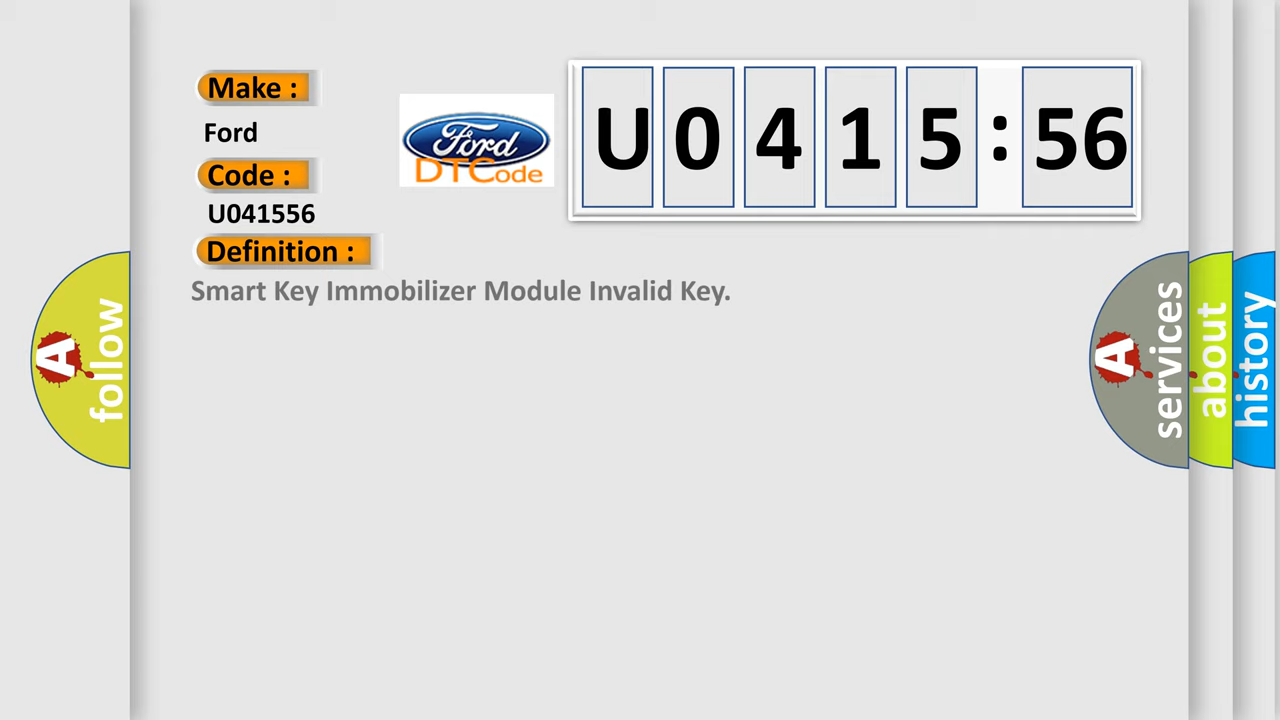 Make :
Ford
Code :
U041556
Definition :
Smart Key Immobilizer Module Invalid Key.
Ford
DTCode
U0415:56
A follow
A services
about
history